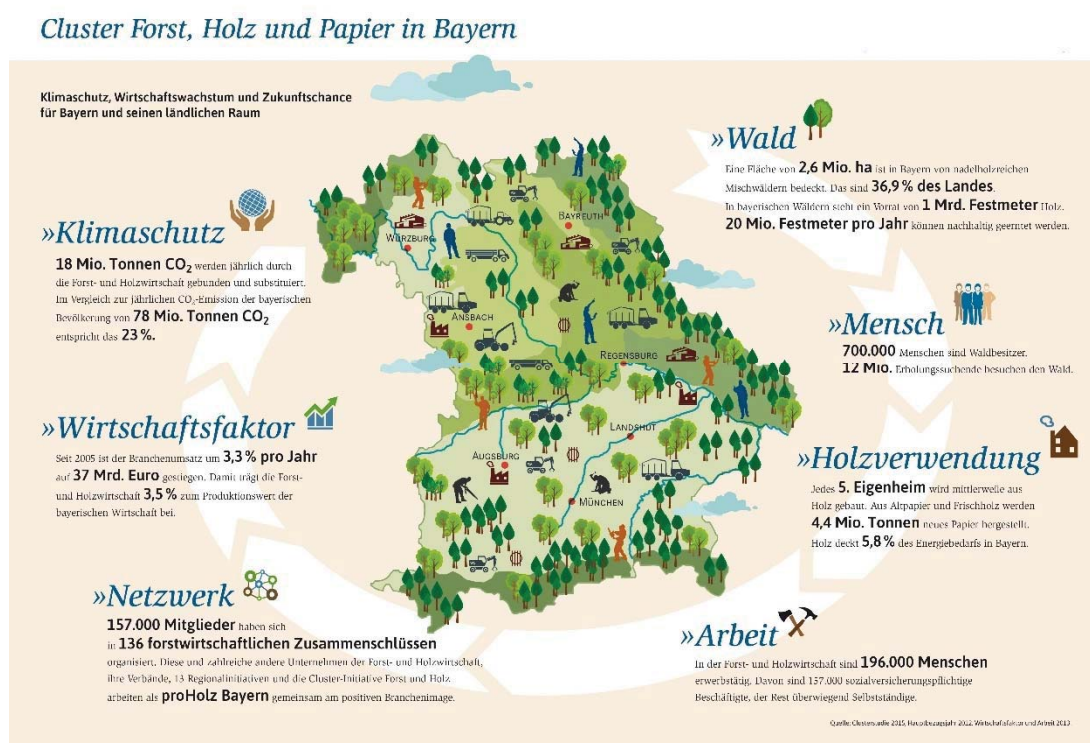 Cluster Forst, Holz und Papier in Bayern
Klimaschutz, Wirtschaftswachstum und Zukunftschance
für Bayern und seinen ländlichen Raum
»Wald
Eine Fläche von 2,6 Mio. ha ist in Bayern von nadelholzreichen
Mischwäldern bedeckt. Das sind 36,9 % des Landes.
In bayerischen Wäldern steht ein Vorrat von 1 Mrd. Festmeter Holz.
20 Mio. Festmeter pro Jahr können nachhaltig geerntet werden.
»Mensch
700.000 Menschen sind Waldbesitzer.
12 Mio. Erholungssuchende besuchen den Wald.
»Holzverwendung
Jedes 5. Eigenheim wird mittlerweile aus
Holz gebaut. Aus Altpapier und Frischholz werden
4,4 Mio. Tonnen neues Papier hergestellt.
Holz deckt 5,8 % des Energiebedarfs in Bayern.
»Arbeit
In der Forst- und Holzwirtschaft sind 196.000 Menschen
erwerbstätig. Davon sind 157.000 sozialversicherungspflichtige
Beschäftigte, der Rest überwiegend Selbstständige.
»Netzwerk
157.000 Mitglieder haben sich
in 136 forstwirtschaftlichen Zusammenschlüssen
organisiert. Diese und zahlreiche andere Unternehmen der Forst- und Holzwirtschaft,
ihre Verbände, 13 Regionalinitiativen und die Cluster-Initiative Forst und Holz
arbeiten als proHolz Bayern gemeinsam am positiven Branchenimage.
»Wirtschaftsfaktor
Seit 2005 ist der Branchenumsatz um 3,3 % pro Jahr
auf 37 Mrd. Euro gestiegen. Damit trägt die Forst-
und Holzwirtschaft 3,5 % zum Produktionswert der
bayerischen Wirtschaft bei.
»Klimaschutz
18 Mio. Tonnen CO₂ werden jährlich durch
die Forst- und Holzwirtschaft gebunden und substituiert.
Im Vergleich zur jährlichen CO₂-Emission der bayerischen
Bevölkerung von 78 Mio. Tonnen CO₂
entspricht das 23 %.
WÜRZBURG
BAYREUTH
ANSBACH
REGENSBURG
LANDSHUT
AUGSBURG
MÜNCHEN
Quelle: Clusterstudie 2015, Hauptbezugsjahr 2012, Wirtschaftsfaktor und Arbeit 2013